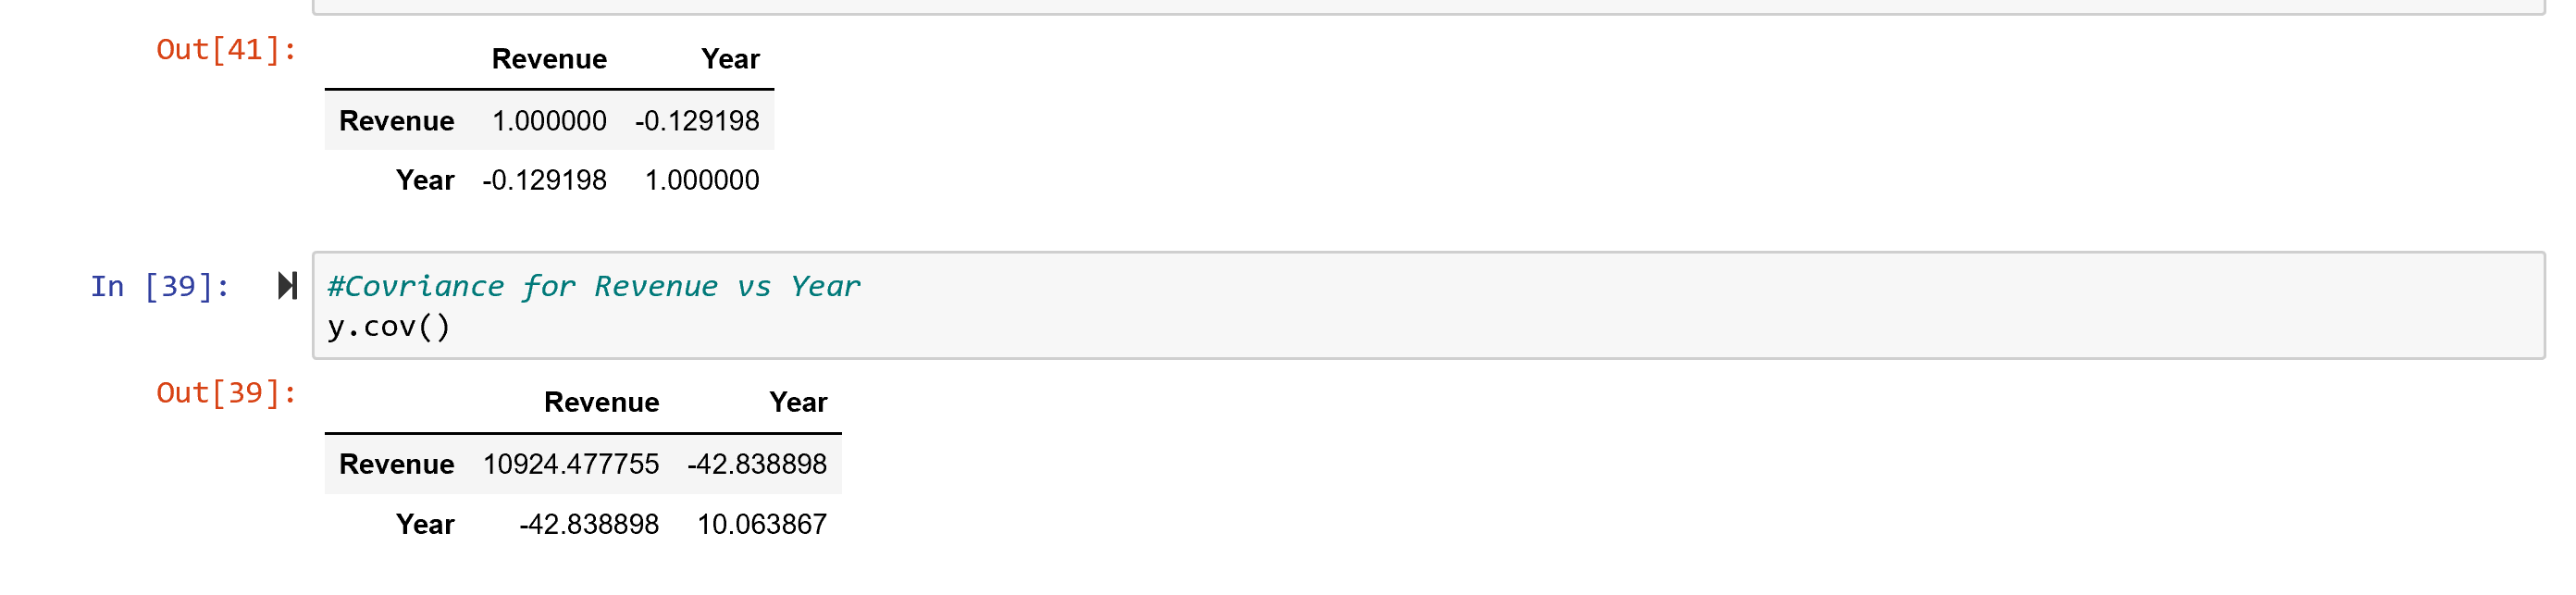 Out[41]:
Revenue Year
Revenue 1.000000 -0.129198
Year -0.129198 1.000000
In [39]:
#Covriance for Revenue vs Year
y.cov()
Out[39]:
Revenue Year
Revenue 10924.477755 -42.838898
Year -42.838898 10.063867